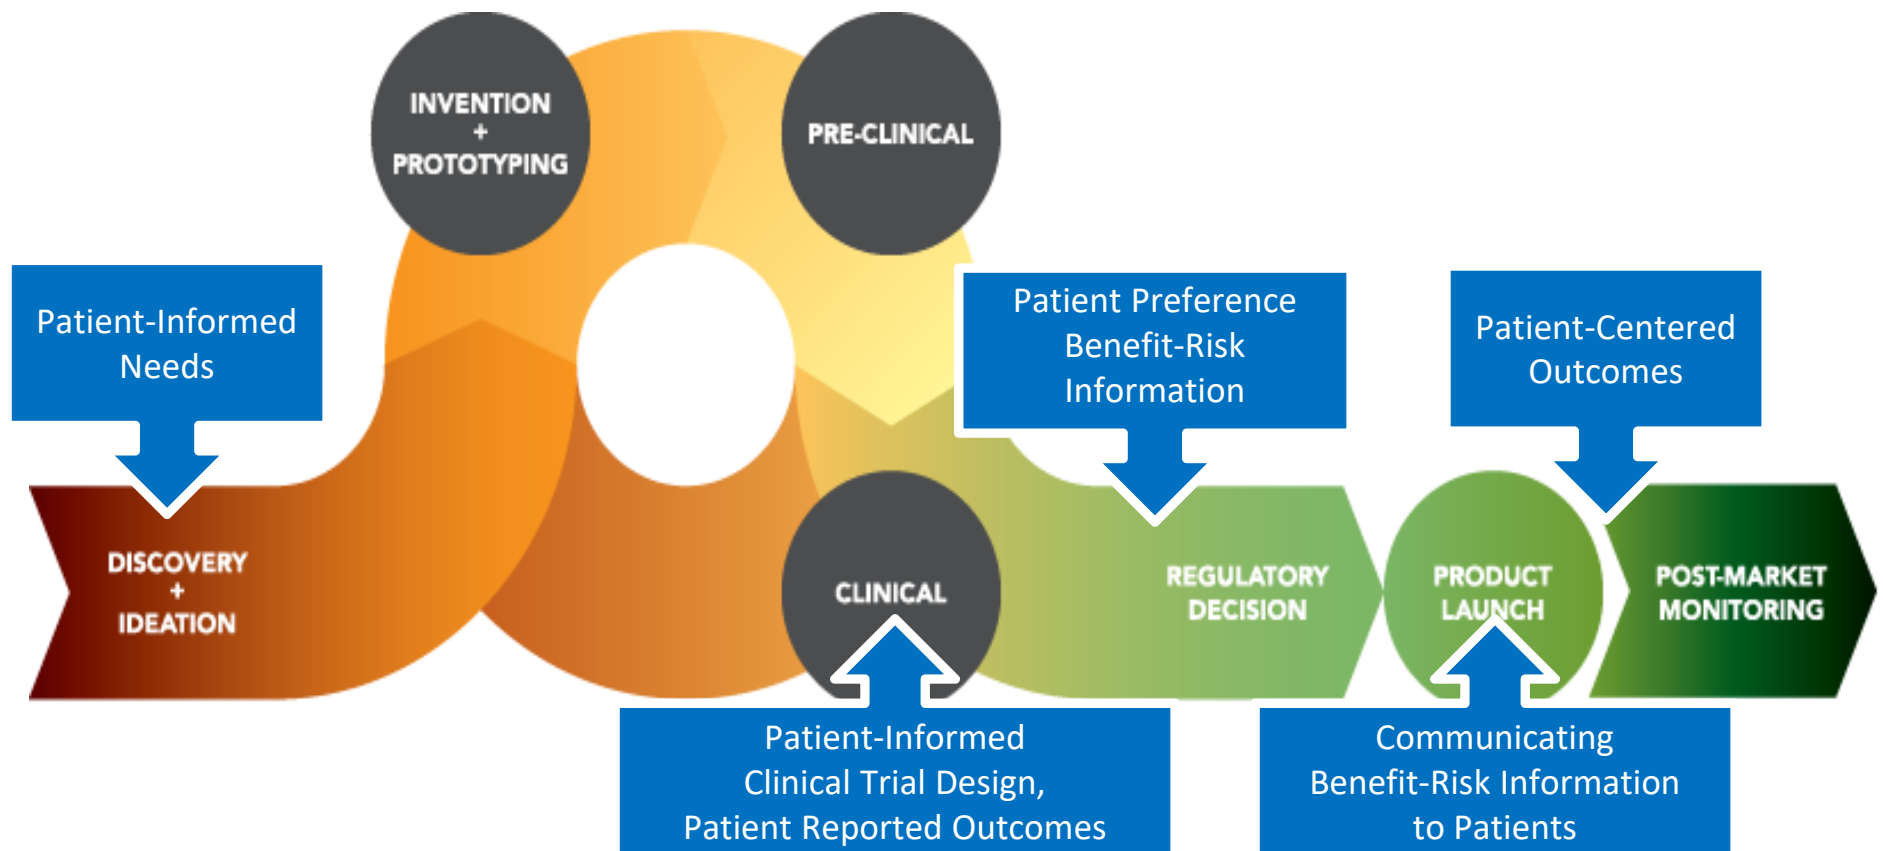 INVENTION
+
PROTOTYPING
PRE-CLINICAL
Patient-Informed
Needs
Patient Preference
Benefit-Risk
Information
Patient-Centered
Outcomes
DISCOVERY
+
IDEATION
CLINICAL
REGULATORY
DECISION
PRODUCT
LAUNCH
POST-MARKET
MONITORING
Patient-Informed
Clinical Trial Design,
Patient Reported Outcomes
Communicating
Benefit-Risk Information
to Patients